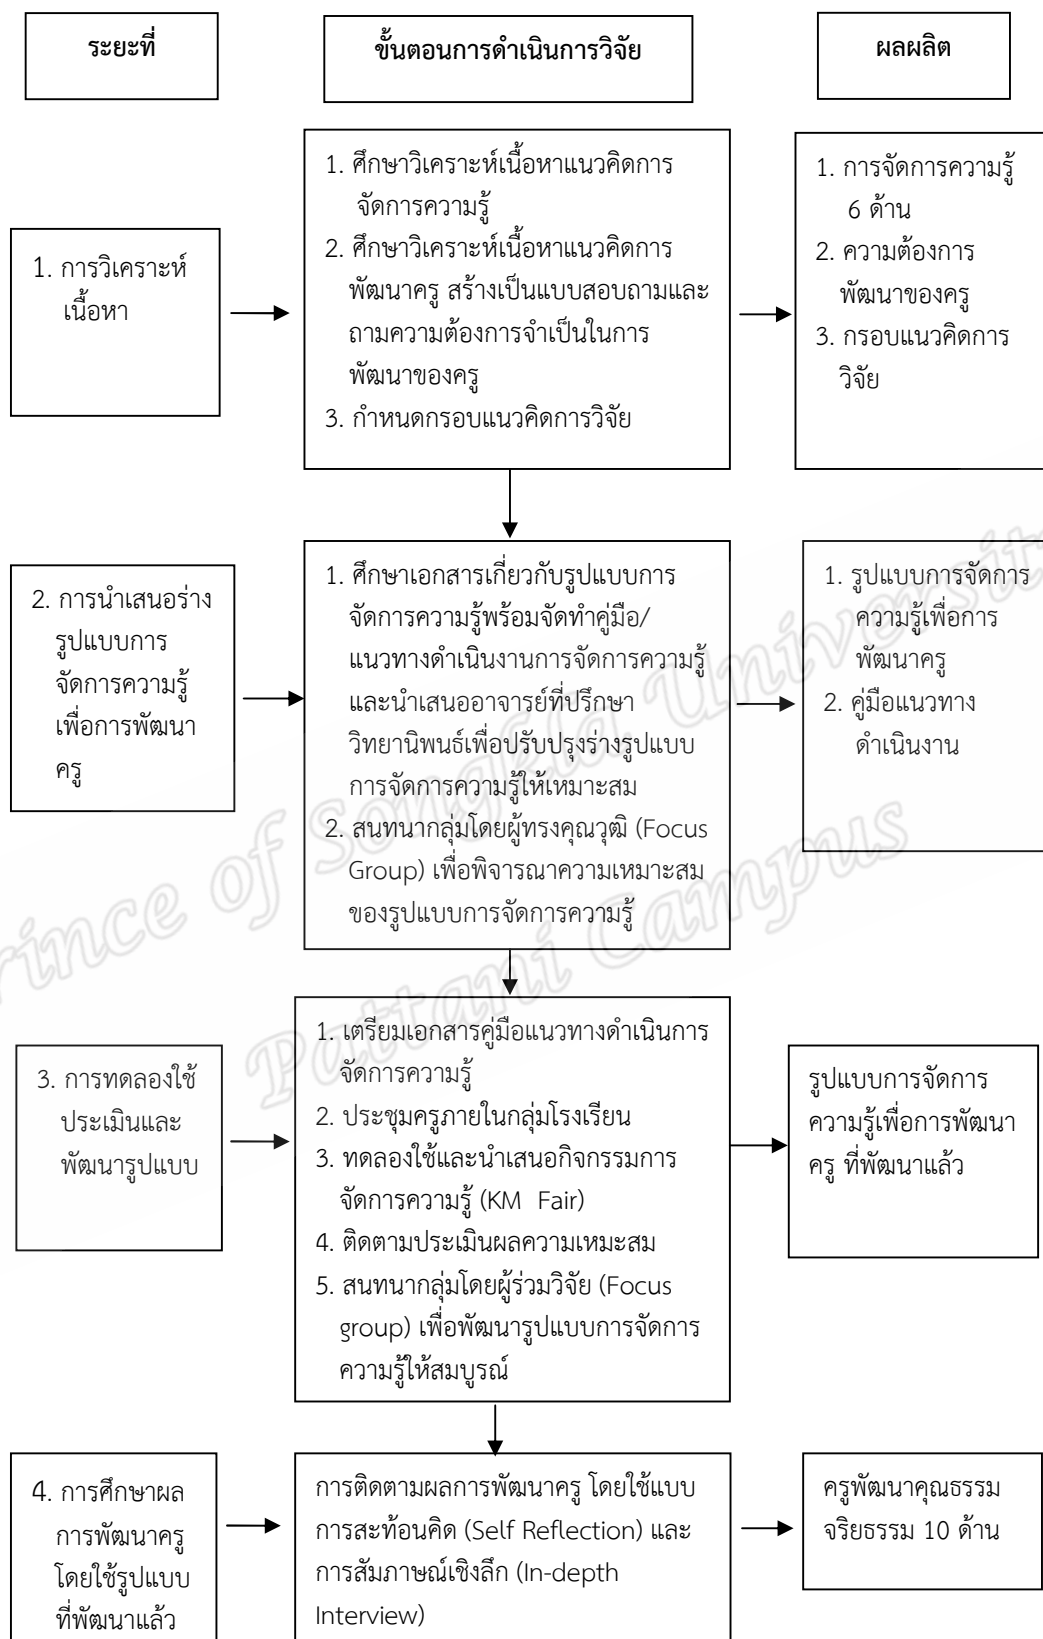 ระยะที่
ขั้นตอนการดำเนินการวิจัย
ผลผลิต
1. การวิเคราะห์
เนื้อหา
1. ศึกษาวิเคราะห์เนื้อหาแนวคิดการ
จัดการความรู้
2. ศึกษาวิเคราะห์เนื้อหาแนวคิดการ
พัฒนาครู สร้างเป็นแบบสอบถามและ
ถามความต้องการจำเป็นในการ
พัฒนาของครู
3. กำหนดกรอบแนวคิดการวิจัย
1. การจัดการความรู้
6 ด้าน
2. ความต้องการ
พัฒนาของครู
3. กรอบแนวคิดการ
วิจัย
2. การนำเสนอร่าง
รูปแบบการ
จัดการความรู้
เพื่อการพัฒนา
ครู
1. ศึกษาเอกสารเกี่ยวกับรูปแบบการ
จัดการความรู้พร้อมจัดทำคู่มือ/
แนวทางดำเนินงานการจัดการความรู้
และนำเสนออาจารย์ที่ปรึกษา
วิทยานิพนธ์เพื่อปรับปรุงร่างรูปแบบ
การจัดการความรู้ให้เหมาะสม
2. สนทนากลุ่มโดยผู้ทรงคุณวุฒิ (Focus
Group) เพื่อพิจารณาความเหมาะสม
ของรูปแบบการจัดการความรู้
1. รูปแบบการจัดการ
ความรู้เพื่อการ
พัฒนาครู
2. คู่มือแนวทาง
ดำเนินงาน
3. การทดลองใช้
ประเมินและ
พัฒนารูปแบบ
1. เตรียมเอกสารคู่มือแนวทางดำเนินการ
จัดการความรู้
2. ประชุมครูภายในกลุ่มโรงเรียน
3. ทดลองใช้และนำเสนอกิจกรรมการ
จัดการความรู้ (KM Fair)
4. ติดตามประเมินผลความเหมะสม
5. สนทนากลุ่มโดยผู้ร่วมวิจัย (Focus
group) เพื่อพัฒนารูปแบบการจัดการ
ความรู้ให้สมบูรณ์
รูปแบบการจัดการ
ความรู้เพื่อการพัฒนา
ครู ที่พัฒนาแล้ว
4. การศึกษาผล
การพัฒนาครู
โดยใช้รูปแบบ
ที่พัฒนาแล้ว
การติดตามผลการพัฒนาครู โดยใช้แบบ
การสะท้อนคิด (Self Reflection) และ
การสัมภาษณ์เชิงลึก (In-depth
Interview)
ครูพัฒนาคุณธรรม
จริยธรรม 10 ด้าน
rince of Songkla Universit
Pattani Campus